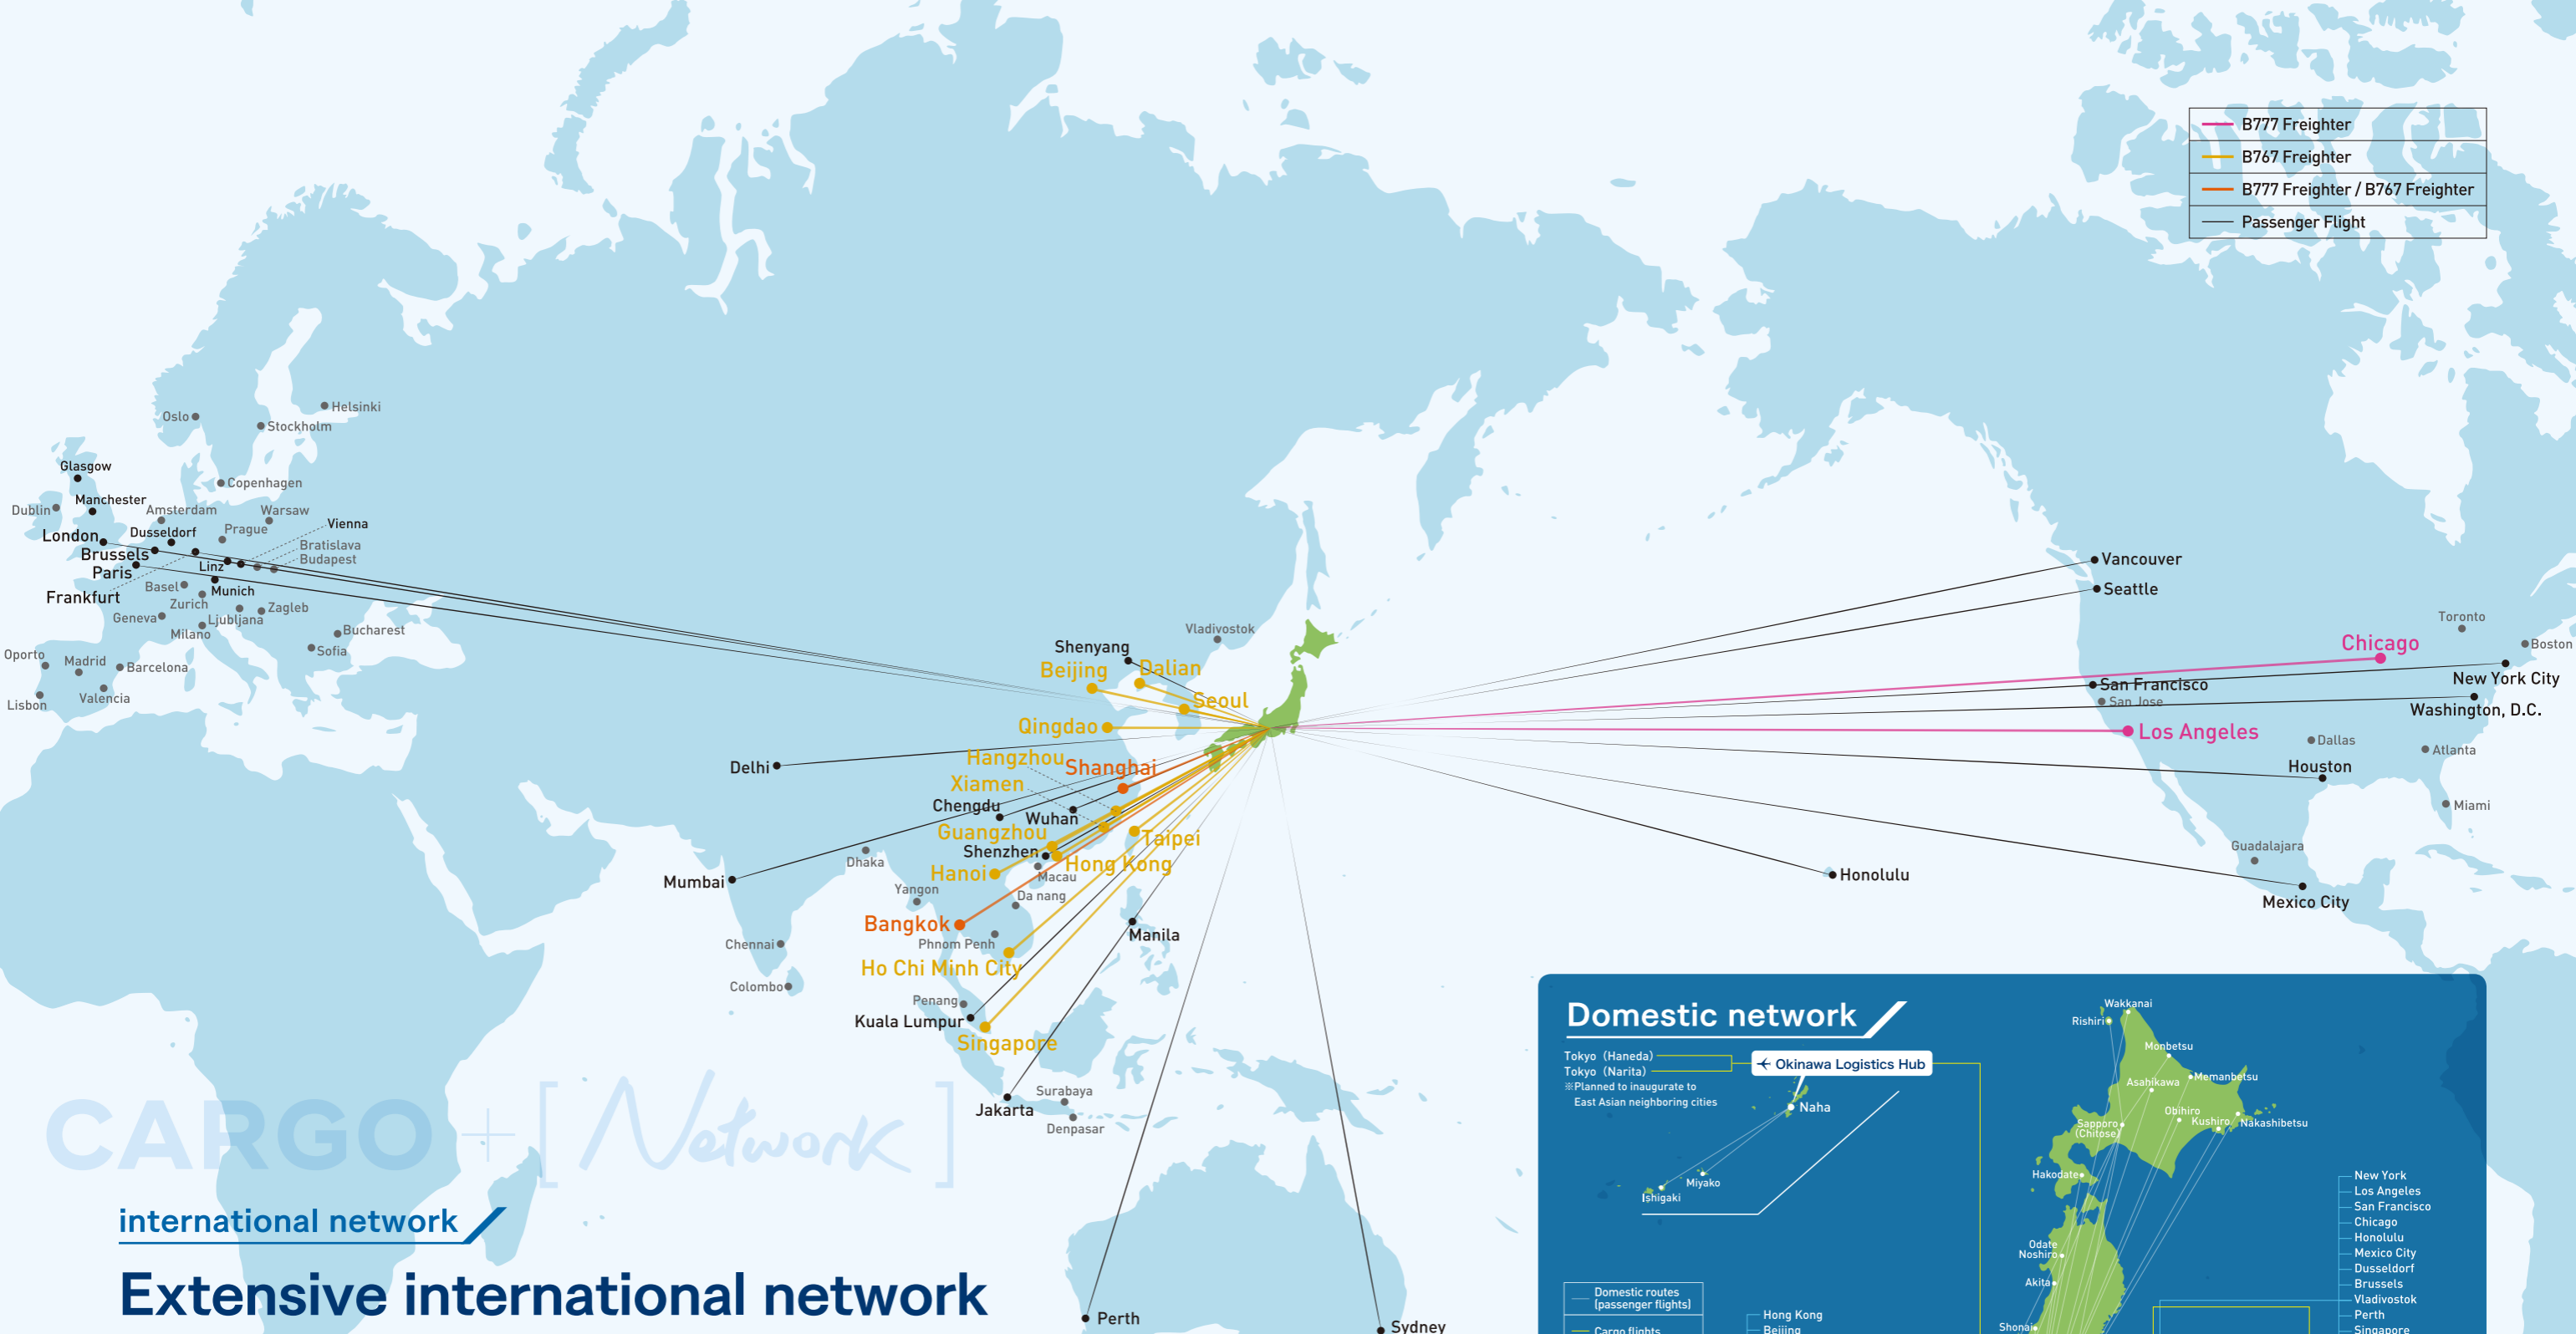 B777 Freighter
B767 Freighter
B777 Freighter / B767 Freighter
Passenger Flight
Helsinki
Oslo
Stockholm
Glasgow
Copenhagen
Manchester
Dublin
Amsterdam
Warsaw
Vienna
Dusseldorf
Prague
London
Bratislava
Brussels
Budapest
Linz
Paris
Basel
Munich
Frankfurt
Zurich
Zagleb
Geneva
Ljubljana
Milano
Bucharest
Sofia
Oporto
Madrid
Barcelona
Valencia
Lisbon
Vladivostok
Shenyang
Beijing
Dalian
Seoul
Qingdao
Delhi
Hangzhou
Shanghai
Xiamen
Chengdu
Wuhan
Guangzhou
Taipei
Shenzhen
Hong Kong
Dhaka
Hanoi
Macau
Mumbai
Yangon
Da nang
Bangkok
Phnom Penh
Manila
Chennai
Ho Chi Minh City
Colombo
Penang
Kuala Lumpur
Singapore
Surabaya
Jakarta
Denpasar
Perth
Sydney
Vancouver
Seattle
Toronto
Chicago
Boston
San Francisco
New York City
San Jose
Washington, D.C.
Los Angeles
Dallas
Atlanta
Houston
Miami
Guadalajara
Honolulu
Mexico City
CARGO+[Network]
international network
Extensive international network
Domestic network
Tokyo (Haneda)
Tokyo (Narita)
※Planned to inaugurate to
East Asian neighboring cities
Okinawa Logistics Hub
Naha
Miyako
Ishigaki
Wakkanai
Rishiri
Monbetsu
Asahikawa
Memanbetsu
Obihiro
Kushiro
Nakashibetsu
Sapporo
(Chitose)
Hakodate
Odate
Noshiro
Akita
Shonai
Domestic routes
(passenger flights)
Cargo flights
Hong Kong
Beijing
New York
Los Angeles
San Francisco
Chicago
Honolulu
Mexico City
Dusseldorf
Brussels
Vladivostok
Perth
Singapore